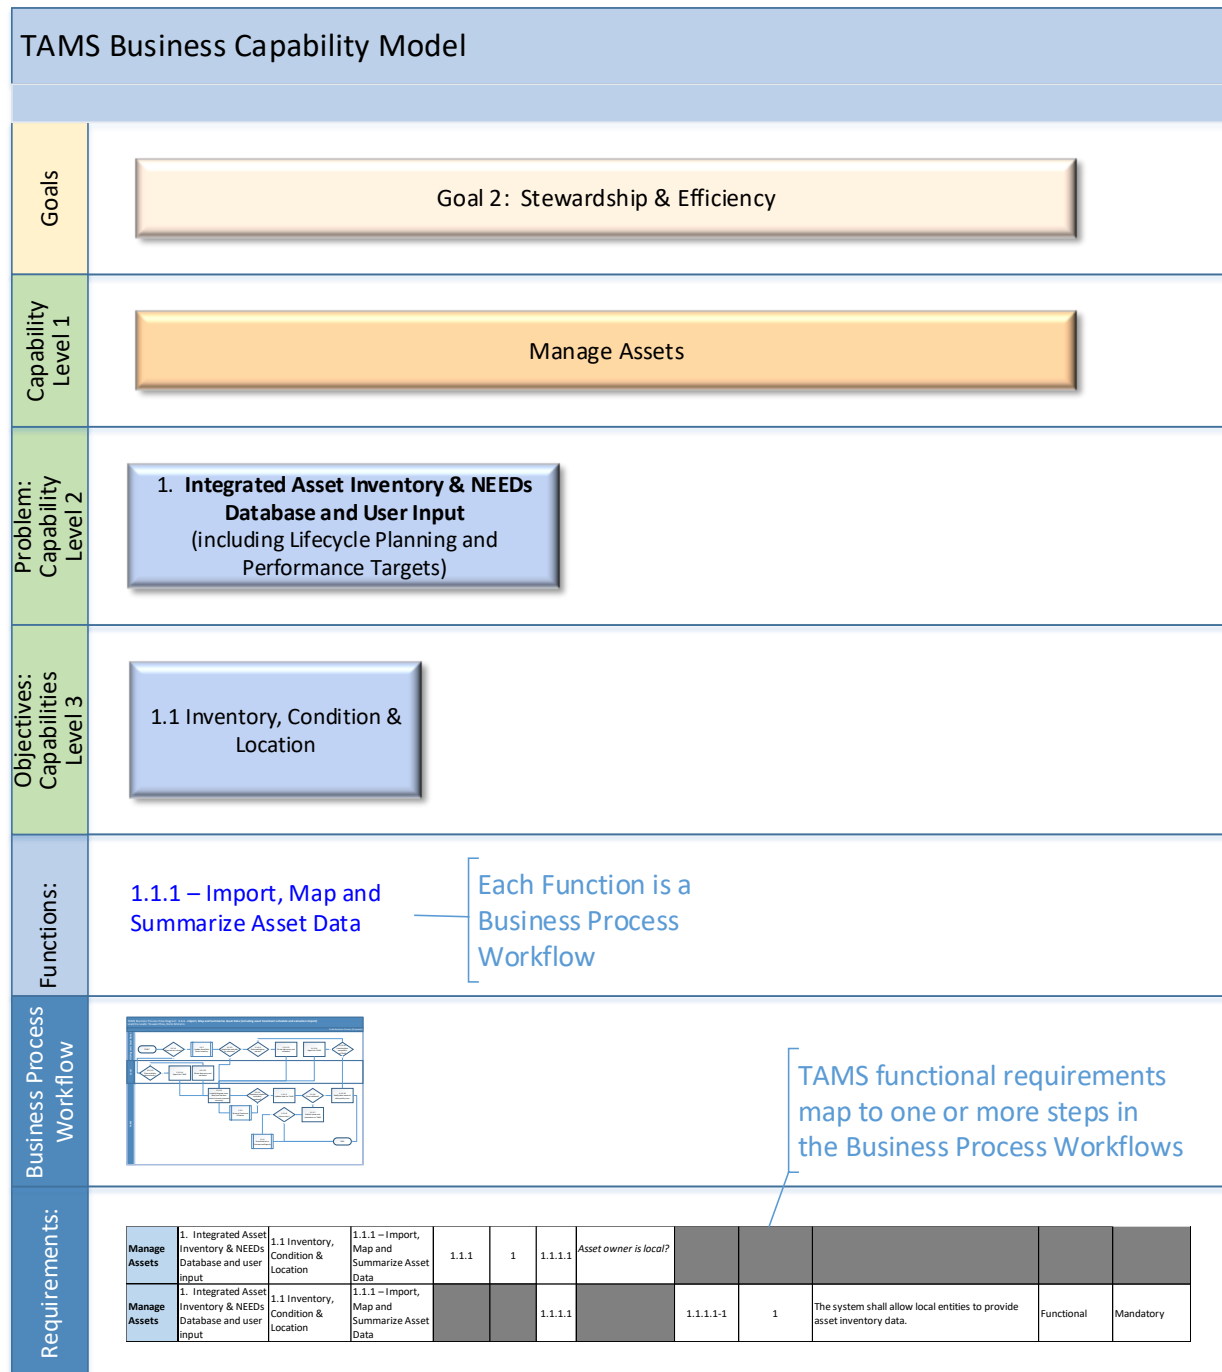 TAMS Business Capability Model
Goals
Goal 2:  Stewardship & Efficiency
Capability
Level 1
Manage Assets
Problem:
Capability
Level 2
1.  Integrated Asset Inventory & NEEDs
Database and User Input
(including Lifecycle Planning and
Performance Targets)
Objectives:
Capabilities
Level 3
1.1 Inventory, Condition &
Location
Functions:
1.1.1 – Import, Map and
Summarize Asset Data
Each Function is a
Business Process
Workflow
Business Process
Workflow
TAMS functional requirements
map to one or more steps in
the Business Process Workflows
Requirements:
Manage
Assets
1.  Integrated Asset
Inventory & NEEDs
Database and user
input
1.1 Inventory,
Condition &
Location
1.1.1 – Import,
Map and
Summarize Asset
Data
1.1.1
1
1.1.1.1
Asset owner is local?
Manage
Assets
1.  Integrated Asset
Inventory & NEEDs
Database and user
input
1.1 Inventory,
Condition &
Location
1.1.1 – Import,
Map and
Summarize Asset
Data
1.1.1.1
1.1.1.1-1
1
The system shall allow local entities to provide
asset inventory data.
Functional
Mandatory